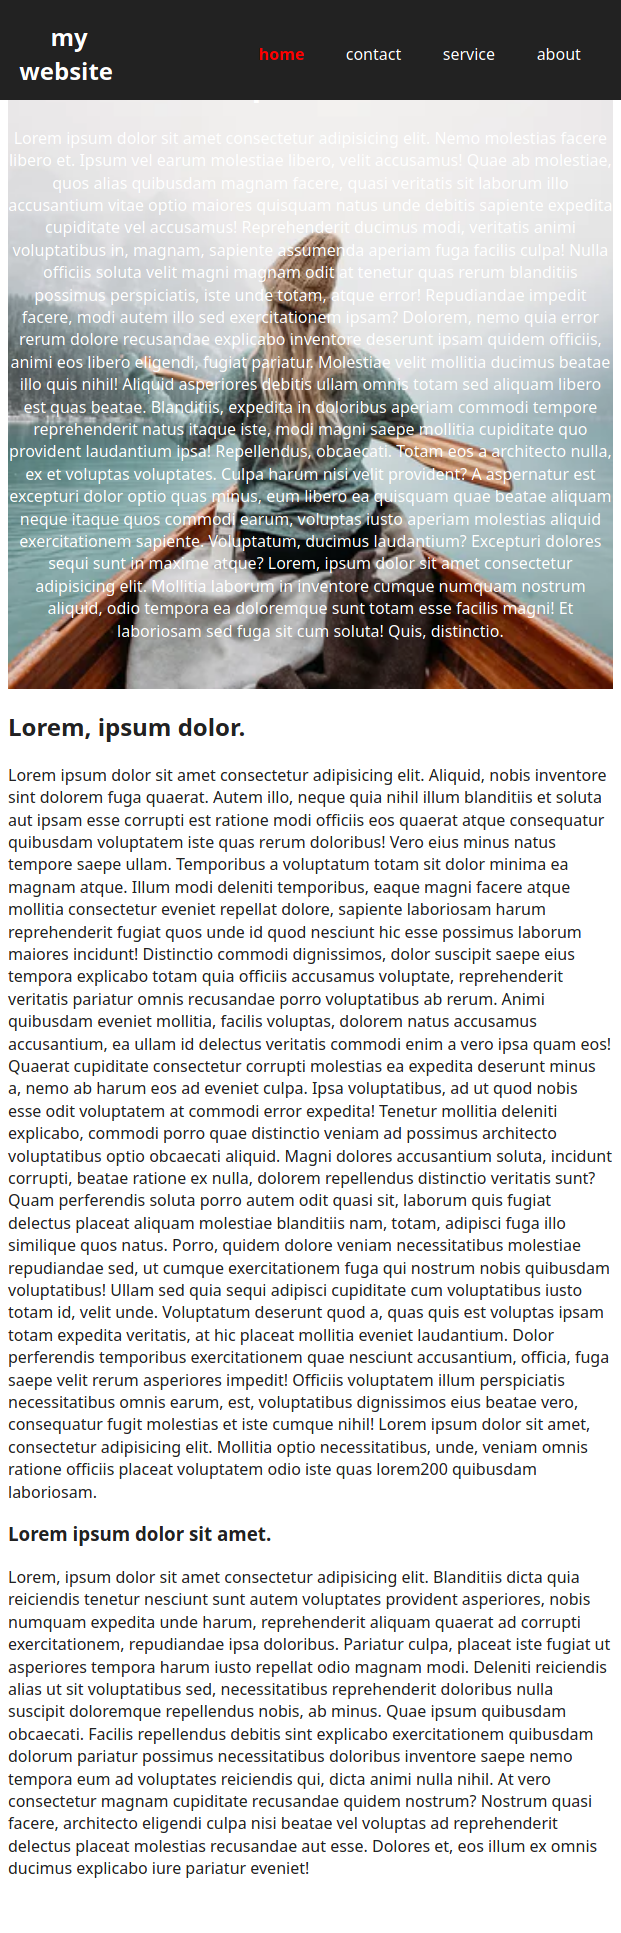 my
website
home
contact
service
about
Lorem ipsum dolor sit amet consectetur adipisicing elit. Nemo molestias facere
libero et. Ipsum vel earum molestiae libero, velit accusamus! Quae ab molestiae,
quos alias quibusdam magnam facere, quasi veritatis sit laborum illo
accusantium vitae optio maiores quisquam natus unde debitis sapiente expedita
cupiditate vel accusamus! Reprehenderit ducimus modi, veritatis animi
voluptatibus in, magnam, sapiente assumenda aperiam fuga facilis culpa! Nulla
officiis soluta velit magni magnam odit at tenetur quas rerum blanditiis
possimus perspiciatis, iste unde totam, atque error! Repudiandae impedit
facere, modi autem illo sed exercitationem ipsam? Dolorem, nemo quia error
rerum dolore recusandae explicabo inventore deserunt ipsam quidem officiis,
animi eos libero eligendi, fugiat pariatur. Molestiae velit mollitia ducimus beatae
illo quis nihil! Aliquid asperiores debitis ullam omnis totam sed aliquam libero
est quas beatae. Blanditiis, expedita in doloribus aperiam commodi tempore
reprehenderit natus itaque iste, modi magni saepe mollitia cupiditate quo
provident laudantium ipsa! Repellendus, obcaecati. Totam eos a architecto nulla,
ex et voluptas voluptates. Culpa harum nisi velit provident? A aspernatur est
excepturi dolor optio quas minus, eum libero ea quisquam quae beatae aliquam
neque itaque quos commodi earum, voluptas iusto aperiam molestias aliquid
exercitationem sapiente. Voluptatum, ducimus laudantium? Excepturi dolores
sequi sunt in maxime atque? Lorem, ipsum dolor sit amet consectetur
adipisicing elit. Mollitia laborum in inventore cumque numquam nostrum
aliquid, odio tempora ea doloremque sunt totam esse facilis magni! Et
laboriosam sed fuga sit cum soluta! Quis, distinctio.
Lorem, ipsum dolor.
Lorem ipsum dolor sit amet consectetur adipisicing elit. Aliquid, nobis inventore
sint dolorem fuga quaerat. Autem illo, neque quia nihil illum blanditiis et soluta
aut ipsam esse corrupti est ratione modi officiis eos quaerat atque consequatur
quibusdam voluptatem iste quas rerum doloribus! Vero eius minus natus
tempore saepe ullam. Temporibus a voluptatum totam sit dolor minima ea
magnam atque. Illum modi deleniti temporibus, eaque magni facere atque
mollitia consectetur eveniet repellat dolore, sapiente laboriosam harum
reprehenderit fugiat quos unde id quod nesciunt hic esse possimus laborum
maiores incidunt! Distinctio commodi dignissimos, dolor suscipit saepe eius
tempora explicabo totam quia officiis accusamus voluptate, reprehenderit
veritatis pariatur omnis recusandae porro voluptatibus ab rerum. Animi
quibusdam eveniet mollitia, facilis voluptas, dolorem natus accusamus
accusantium, ea ullam id delectus veritatis commodi enim a vero ipsa quam eos!
Quaerat cupiditate consectetur corrupti molestias ea expedita deserunt minus
a, nemo ab harum eos ad eveniet culpa. Ipsa voluptatibus, ad ut quod nobis
esse odit voluptatem at commodi error expedita! Tenetur mollitia deleniti
explicabo, commodi porro quae distinctio veniam ad possimus architecto
voluptatibus optio obcaecati aliquid. Magni dolores accusantium soluta, incidunt
corrupti, beatae ratione ex nulla, dolorem repellendus distinctio veritatis sunt?
Quam perferendis soluta porro autem odit quasi sit, laborum quis fugiat
delectus placeat aliquam molestiae blanditiis nam, totam, adipisci fuga illo
similique quos natus. Porro, quidem dolore veniam necessitatibus molestiae
repudiandae sed, ut cumque exercitationem fuga qui nostrum nobis quibusdam
voluptatibus! Ullam sed quia sequi adipisci cupiditate cum voluptatibus iusto
totam id, velit unde. Voluptatum deserunt quod a, quas quis est voluptas ipsam
totam expedita veritatis, at hic placeat mollitia eveniet laudantium. Dolor
perferendis temporibus exercitationem quae nesciunt accusantium, officia, fuga
saepe velit rerum asperiores impedit! Officiis voluptatem illum perspiciatis
necessitatibus omnis earum, est, voluptatibus dignissimos eius beatae vero,
consequatur fugit molestias et iste cumque nihil! Lorem ipsum dolor sit amet,
consectetur adipisicing elit. Mollitia optio necessitatibus, unde, veniam omnis
ratione officiis placeat voluptatem odio iste quas lorem200 quibusdam
laboriosam.
Lorem ipsum dolor sit amet.
Lorem, ipsum dolor sit amet consectetur adipisicing elit. Blanditiis dicta quia
reiciendis tenetur nesciunt sunt autem voluptates provident asperiores, nobis
numquam expedita unde harum, reprehenderit aliquam quaerat ad corrupti
exercitationem, repudiandae ipsa doloribus. Pariatur culpa, placeat iste fugiat ut
asperiores tempora harum iusto repellat odio magnam modi. Deleniti reiciendis
alias ut sit voluptatibus sed, necessitatibus reprehenderit doloribus nulla
suscipit doloremque repellendus nobis, ab minus. Quae ipsum quibusdam
obcaecati. Facilis repellendus debitis sint explicabo exercitationem quibusdam
dolorum pariatur possimus necessitatibus doloribus inventore saepe nemo
tempora eum ad voluptates reiciendis qui, dicta animi nulla nihil. At vero
consectetur magnam cupiditate recusandae quidem nostrum? Nostrum quasi
facere, architecto eligendi culpa nisi beatae vel voluptas ad reprehenderit
delectus placeat molestias recusandae aut esse. Dolores et, eos illum ex omnis
ducimus explicabo iure pariatur eveniet!